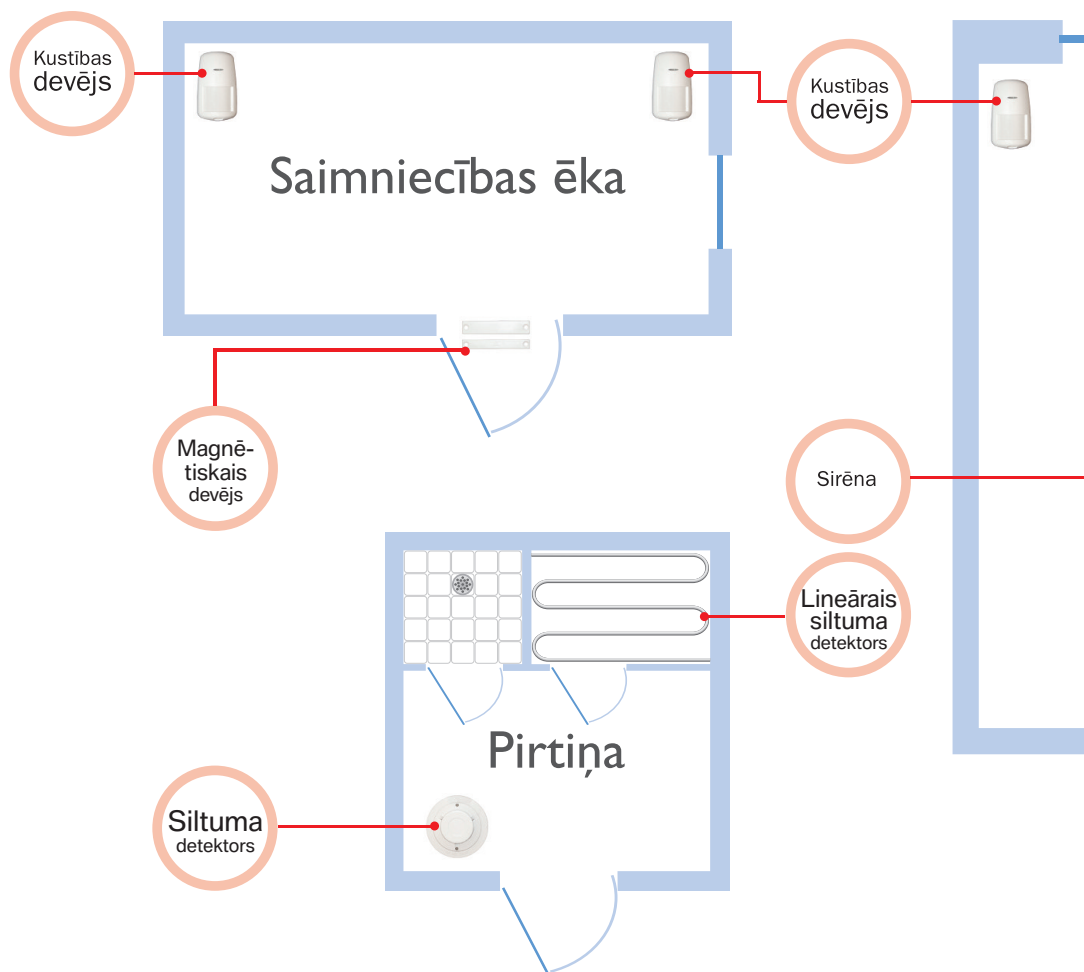 Kustības
devējs
Kustības
devējs
Saimniecības ēka
Magnē-
tiskais
devējs
Sirēna
Lineārais
siltuma
detektors
Pirtiņa
Siltuma
detektors